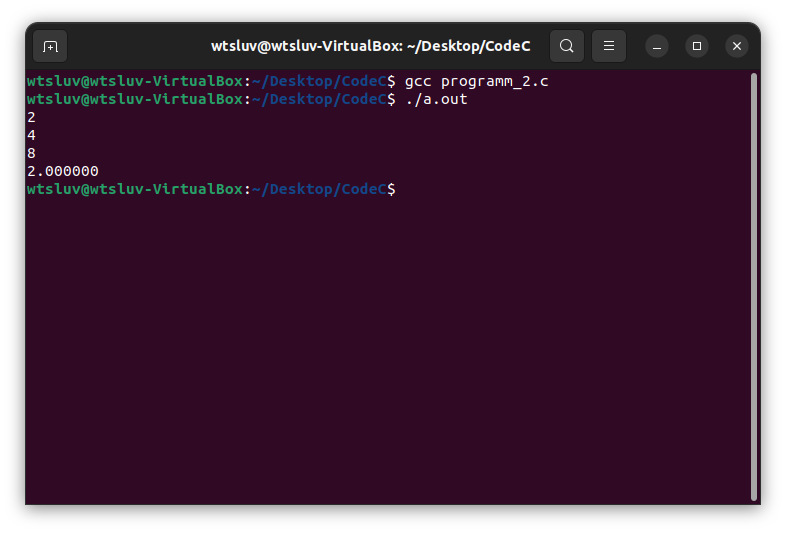 wtsluv@wtsluv-VirtualBox: ~/Desktop/CodeC
wtsluv@wtsluv-VirtualBox:~/Desktop/CodeC$ gcc programm_2.c
wtsluv@wtsluv-VirtualBox:~/Desktop/CodeC$ ./a.out
2
4
8
2.000000
wtsluv@wtsluv-VirtualBox:~/Desktop/CodeC$